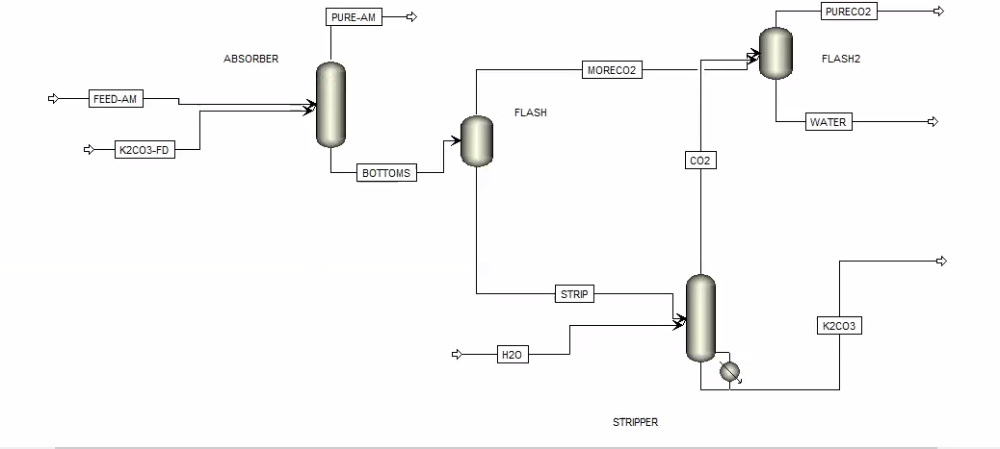 PURE-AM
PURECO2
ABSORBER
FLASH2
MORECO2
FEED-AM
FLASH
WATER
K2CO3-FD
CO2
BOTTOMS
STRIP
K2CO3
H2O
STRIPPER